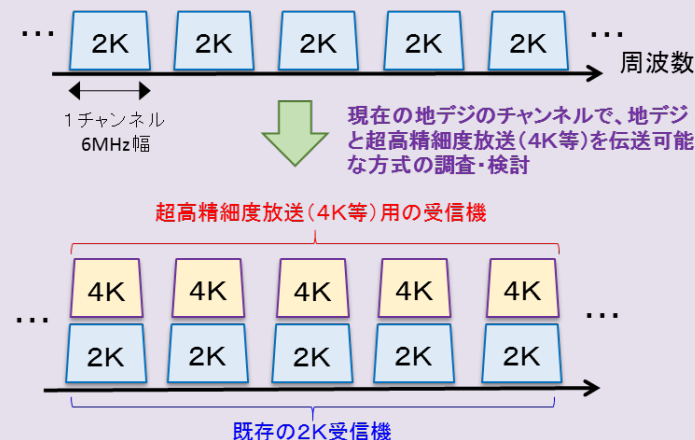 … 2K 2K 2K 2K 2K …
周波数
1チャンネル
6MHz幅
現在の地デジのチャンネルで、地デジ
と超高精細度放送(4K等)を伝送可能
な方式の調査・検討
超高精細度放送(4K等)用の受信機
4K 4K 4K 4K 4K
… …
2K 2K 2K 2K 2K
既存の2K受信機